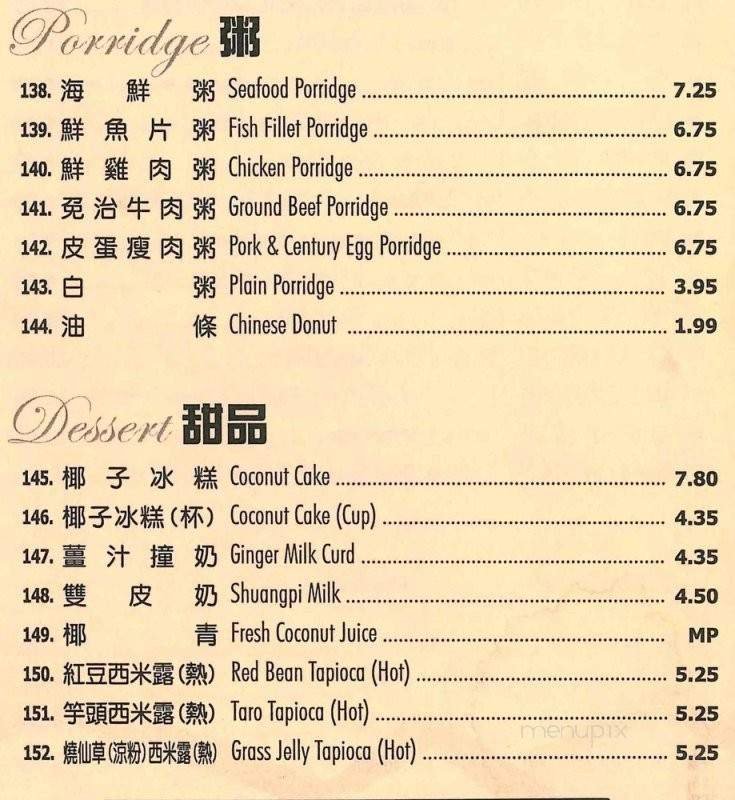 Porridge 粥
138. 海鮮粥 Seafood Porridge 7.25
139. 鮮魚片粥 Fish Fillet Porridge 6.75
140. 鮮雞肉粥 Chicken Porridge 6.75
141. 免治牛肉粥 Ground Beef Porridge 6.75
142. 皮蛋瘦肉粥 Pork & Century Egg Porridge 6.75
143. 白粥 Plain Porridge 3.95
144. 油條 Chinese Donut 1.99
Dessert 甜品
145. 椰子冰糕 Coconut Cake 7.80
146. 椰子冰糕(杯) Coconut Cake (Cup) 4.35
147. 薑汁撞奶 Ginger Milk Curd 4.35
148. 雙皮奶 Shuangpi Milk 4.50
149. 椰青 Fresh Coconut Juice MP
150. 紅豆西米露(熱) Red Bean Tapioca (Hot) 5.25
151. 竽頭西米露(熱) Taro Tapioca (Hot) 5.25
menupix
152. 燒仙草(涼粉)西米露(熱) Grass Jelly Tapioca (Hot) 5.25